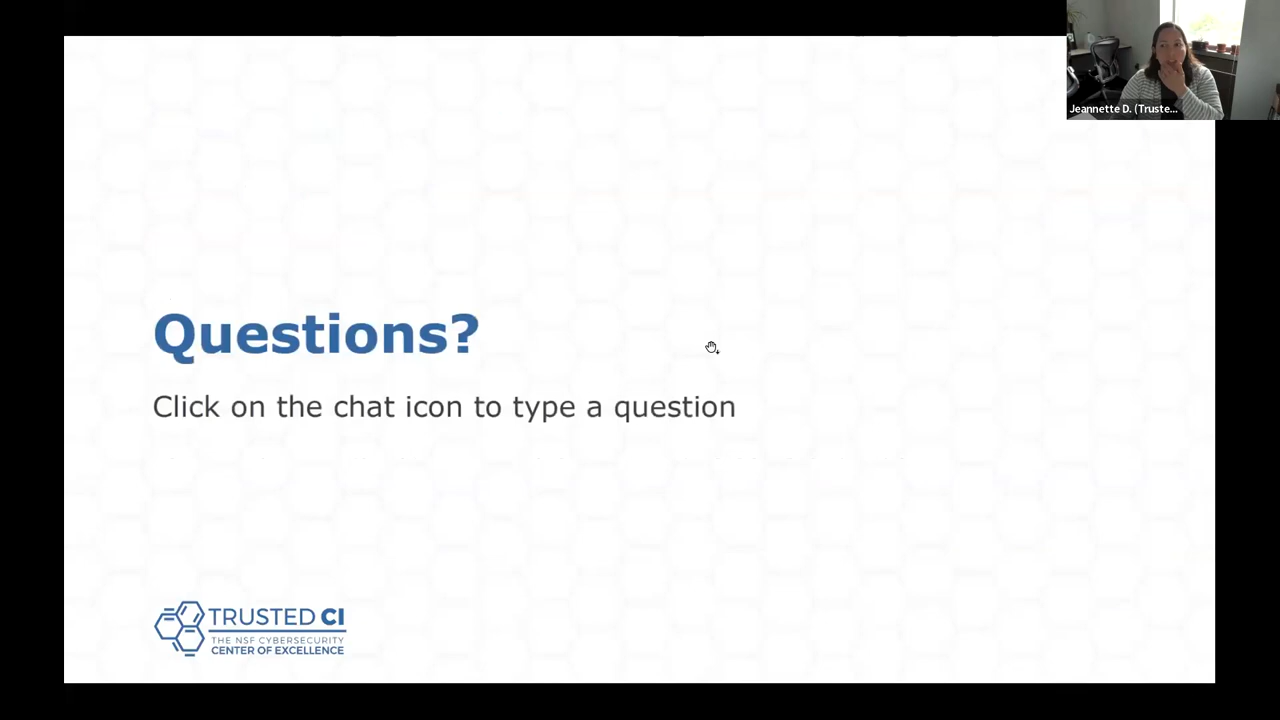 Jeannette D. (Truste...
Questions?
Click on the chat icon to type a question
TRUSTED CI
THE NSF CYBERSECURITY
CENTER OF EXCELLENCE